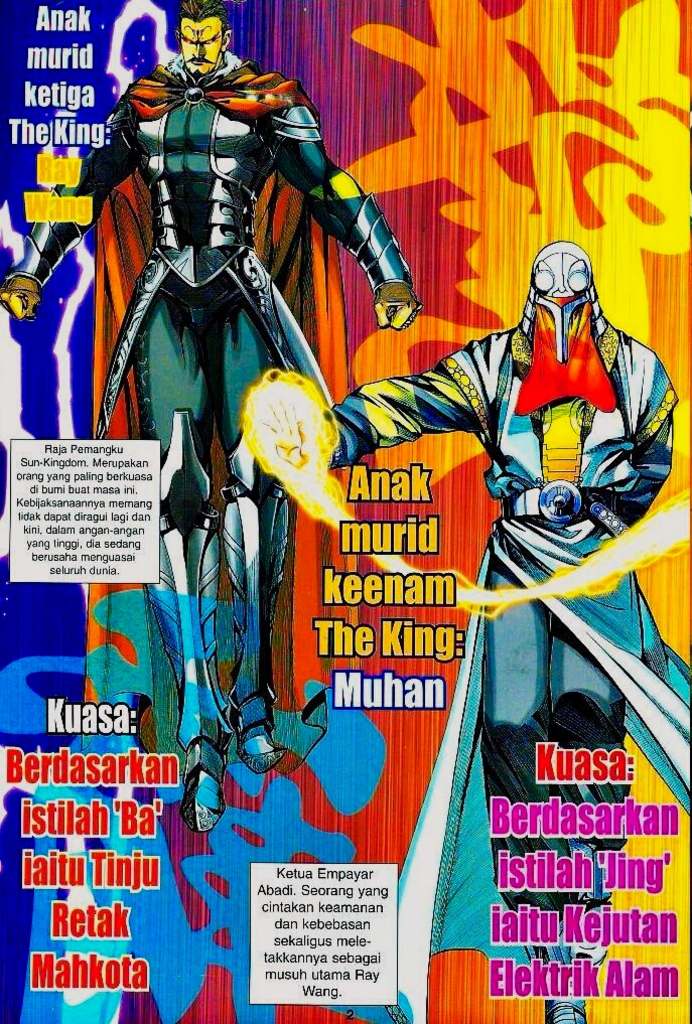 Anak
murid
ketiga
The King:
Ray
Wang
Raja Pemangku
Sun-Kingdom. Merupakan
orang yang paling berkuasa
di bumi buat masa ini.
Kebijaksanaannya memang
tidak dapat diragui lagi dan
kini, dalam angan-angan
yang tinggi, dia sedang
berusaha menguasai
seluruh dunia.
Kuasa:
Berdasarkan
istilah 'Ba'
iaitu Tinju
Retak
Mahkota
Anak
murid
keenam
The King:
Muhan
Ketua Empayar
Abadi. Seorang yang
cintakan keamanan
dan kebebasan
sekaligus mele-
takkannya sebagai
musuh utama Ray
Wang.
Kuasa:
Berdasarkan
istilah 'Jing'
iaitu Kejutan
Elektrik Alam
2